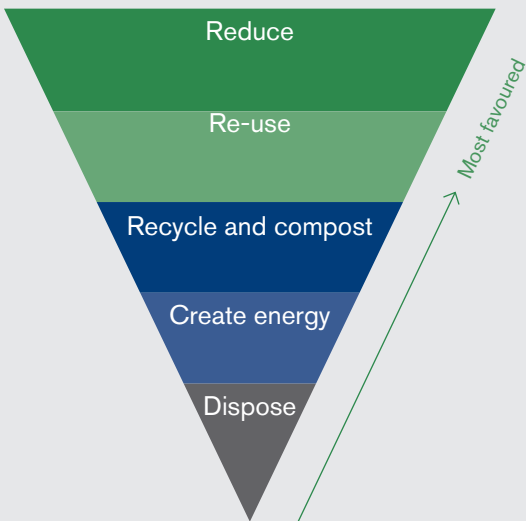 Reduce
Re-use
Most favoured
Recycle and compost
Create energy
Dispose